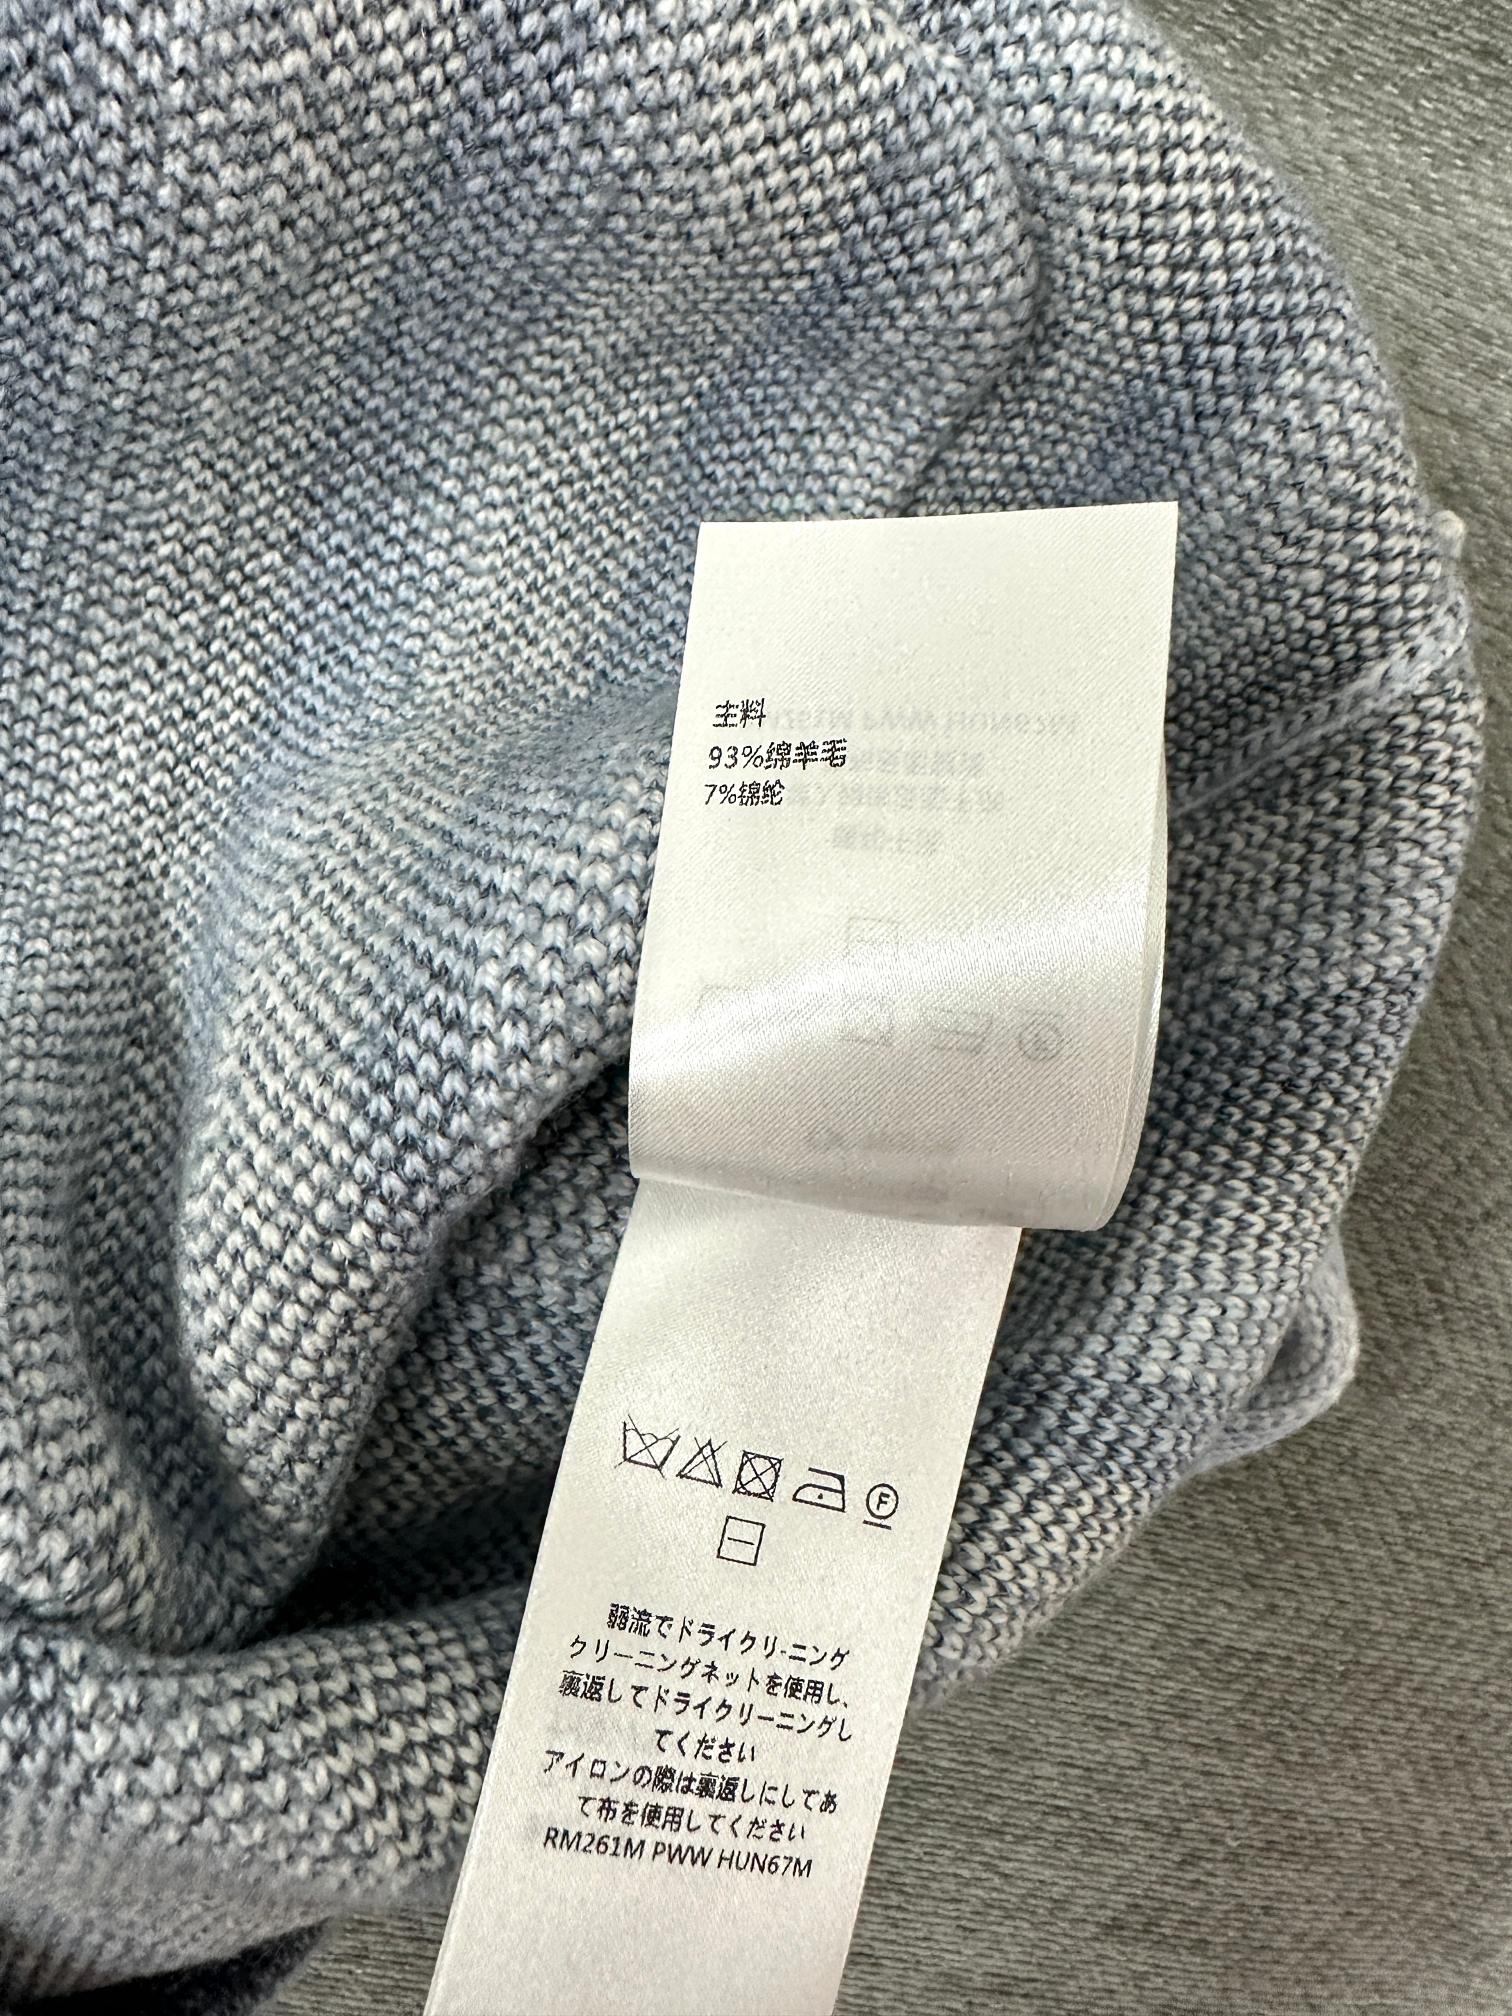 主料
93%绵羊毛
7%锦纶
F
弱流でドライクリ-ニング
クリーニングネットを使用し、
裏返してドライクリーニングし
てください
アイロンの際は裏返しにしてあ
て布を使用してください
RM261M PWW HUN67M